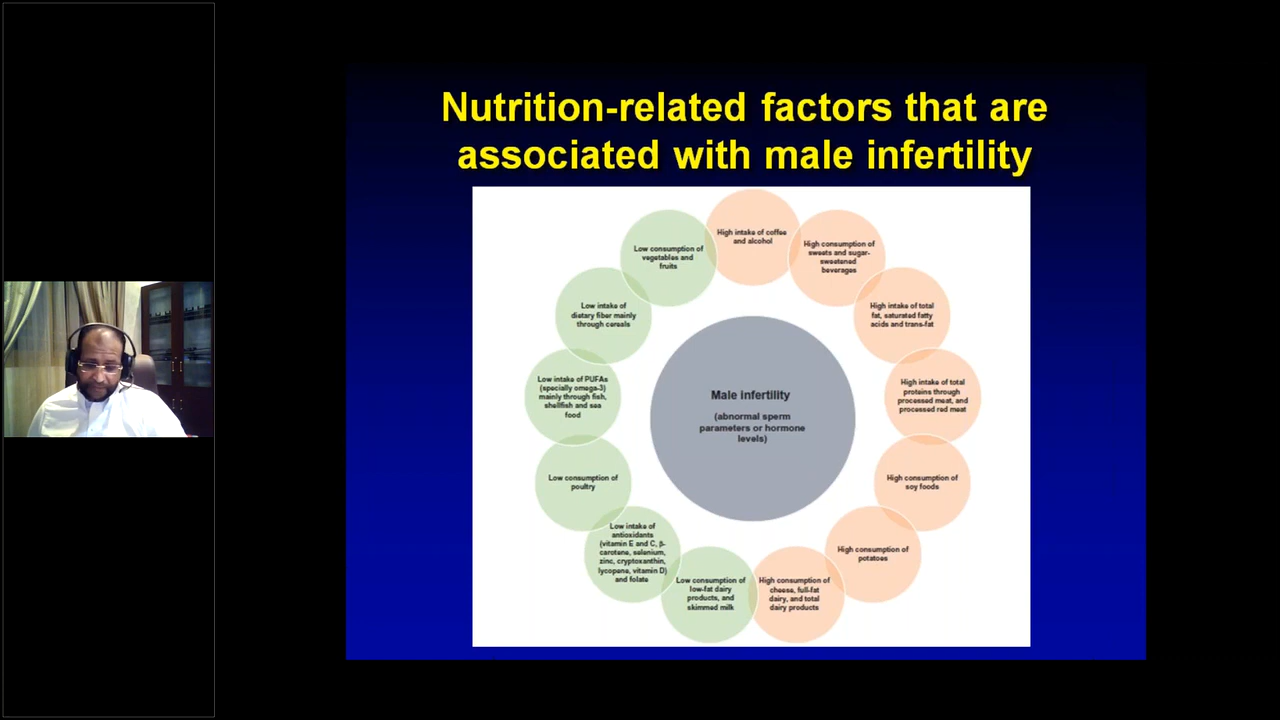 Nutrition-related factors that are
associated with male infertility
High intake of coffee
and alcohol
High consumption of
sweets and sugar-
sweetened
beverages
High intake of total
fat, saturated fatty
acids and trans-fat
High intake of total
proteins through
processed meat, and
processed red meat
High consumption of
soy foods
High consumption of
potatoes
High consumption of
cheese, full-fat
dairy, and total
dairy products
Low consumption of
low-fat dairy
products, and
skimmed milk
Low intake of
antioxidants
(vitamin E and C, β-
carotene, selenium,
zinc, cryptoxanthin,
lycopene, vitamin D)
and folate
Low consumption of
poultry
Low intake of PUFAs
(specially omega-3)
mainly through fish,
shellfish and sea
food
Low intake of
dietary fiber mainly
through cereals
Low consumption of
vegetables and
fruits
Male infertility
(abnormal sperm
parameters or hormone
levels)